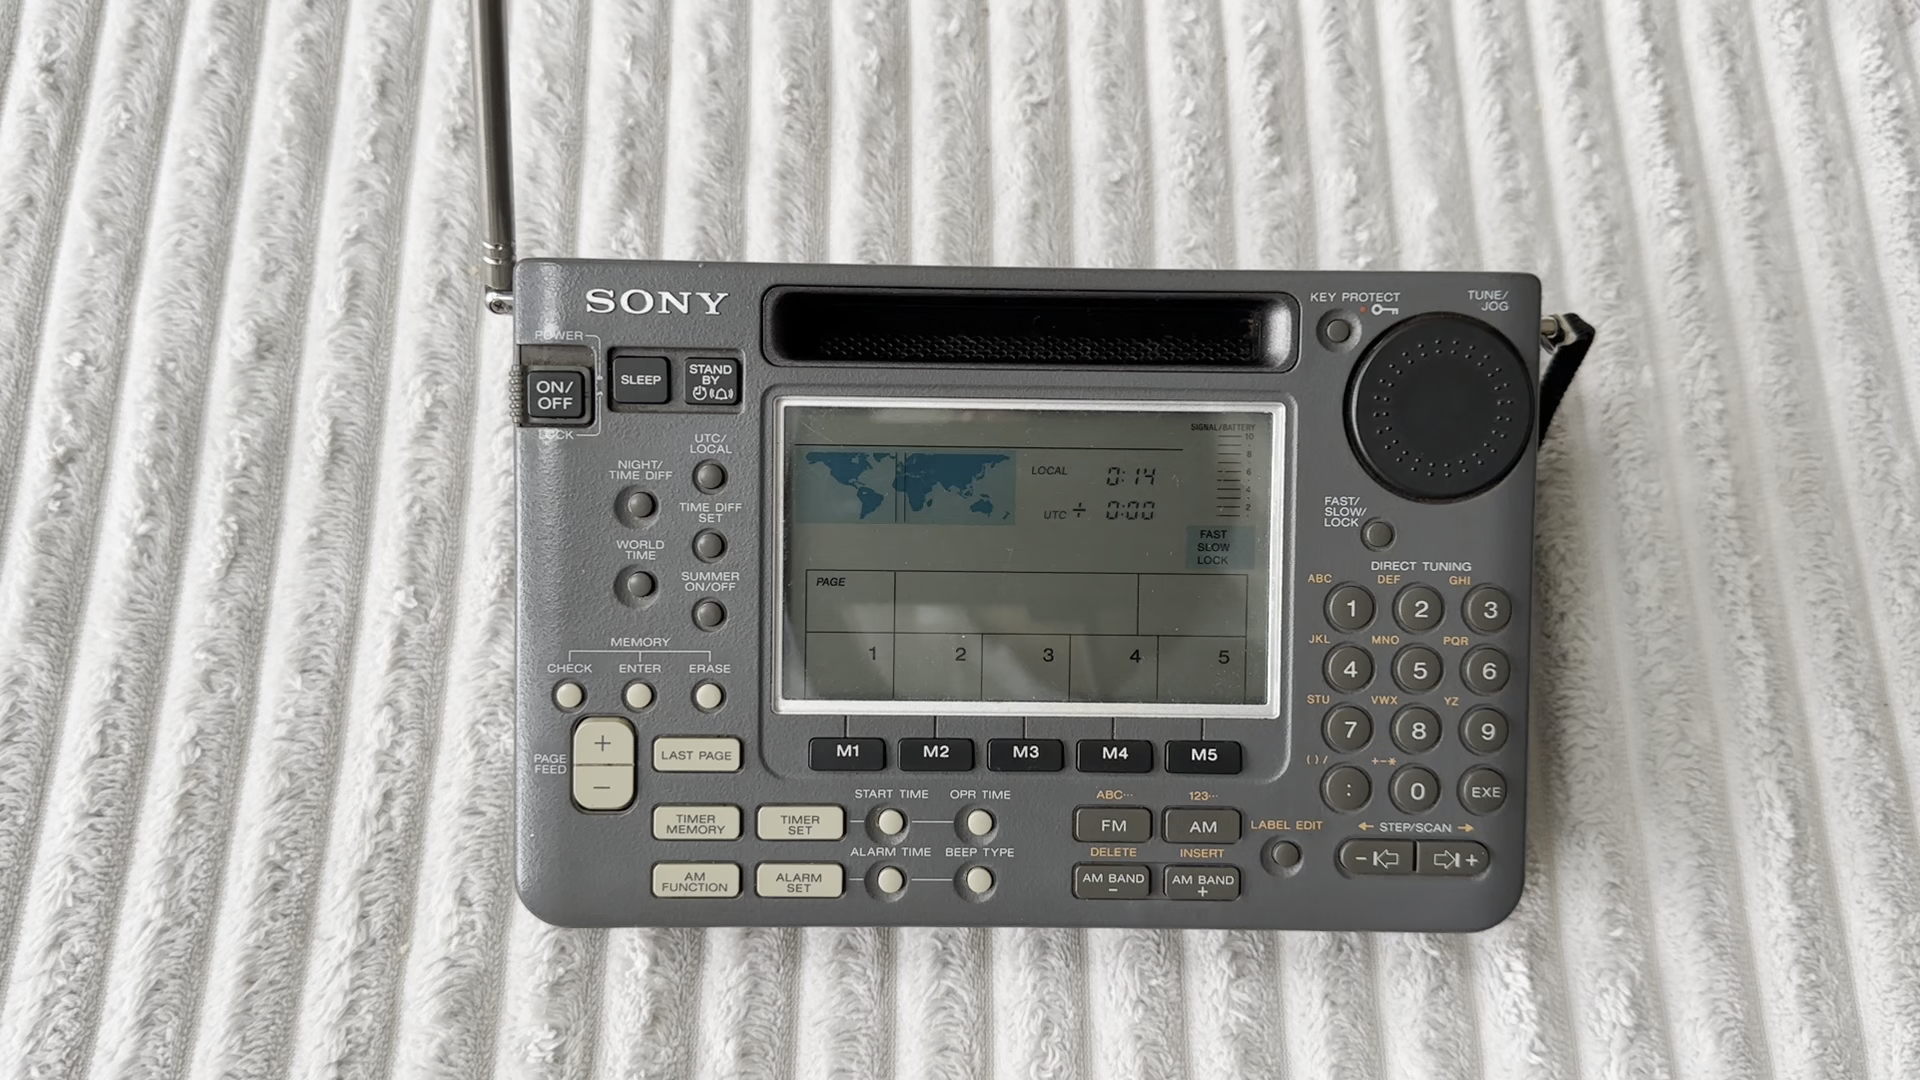 SONY
POWER
ON/
OFF
LOCK
SLEEP
STAND
BY
KEY PROTECT
TUNE/
JOG
UTC/
LOCAL
NIGHT/
TIME DIFF
TIME DIFF
SET
WORLD
TIME
SUMMER
ON/OFF
MEMORY
CHECK
ENTER
ERASE
PAGE
FEED
+
−
LAST PAGE
SIGNAL/BATTERY
10
8
6
4
2
LOCAL 0:14
UTC ÷ 0:00
FAST
SLOW
LOCK
PAGE
1 2 3 4 5
M1 M2 M3 M4 M5
FAST/
SLOW/
LOCK
DIRECT TUNING
ABC DEF GHI
1 2 3
JKL MNO PQR
4 5 6
STU VWX YZ
7 8 9
( ) / +−*
: 0 EXE
START TIME OPR TIME
TIMER
MEMORY
TIMER
SET
ALARM TIME BEEP TYPE
AM
FUNCTION
ALARM
SET
ABC··· 123···
FM AM
DELETE INSERT
AM BAND
−
AM BAND
+
LABEL EDIT
← STEP/SCAN →
− +